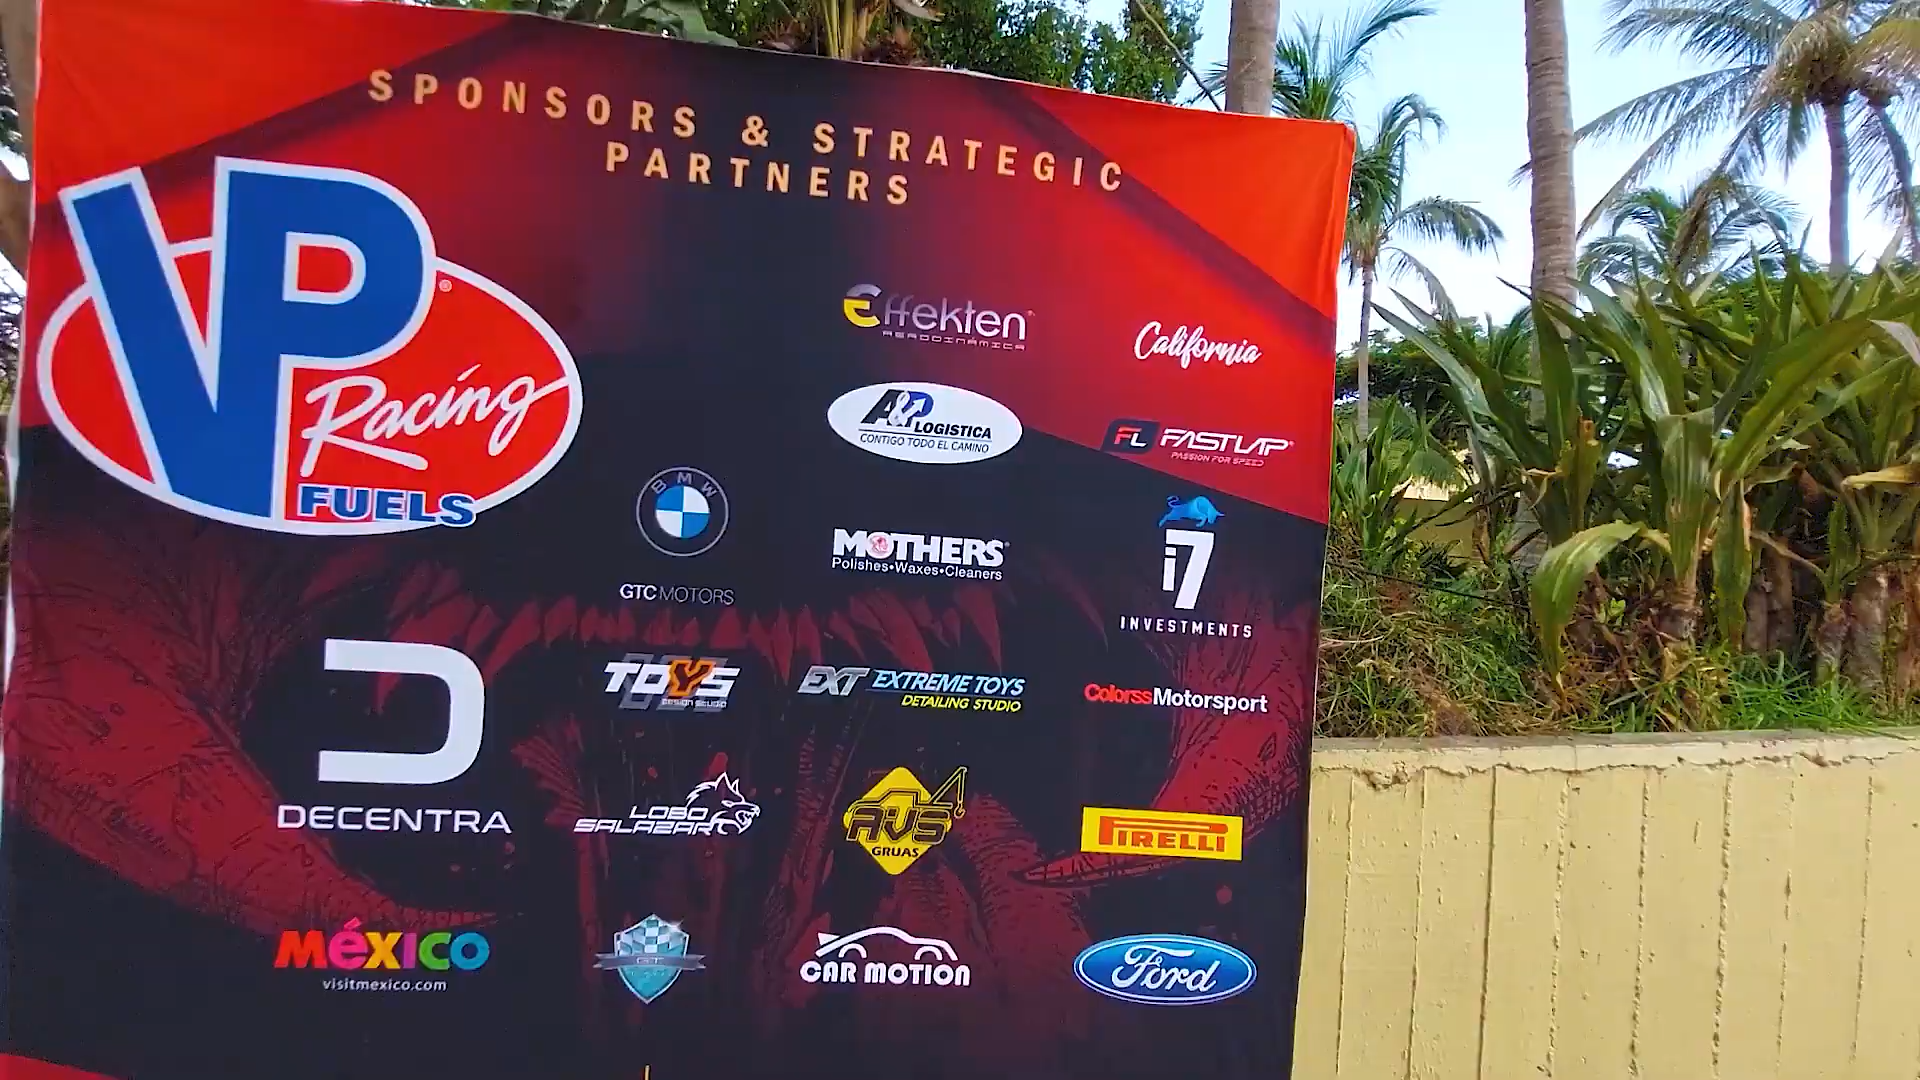 SPONSORS & STRATEGIC
PARTNERS
VP
Racing
FUELS
Effekten
AERODINÁMICA
California
A&P
LOGISTICA
CONTIGO TODO EL CAMINO
FL FASTLAP
PASSION FOR SPEED
BMW
GTC MOTORS
MOTHERS
Polishes•Waxes•Cleaners
i7
INVESTMENTS
DECENTRA
TOYS
DESIGN STUDIO
EXT EXTREME TOYS
DETAILING STUDIO
ColorssMotorsport
LOBO
SALAZAR
AVS
GRUAS
PIRELLI
MéXICO
visitmexico.com
CAR MOTION
Ford